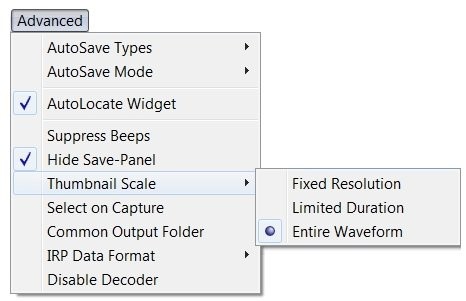 Advanced
AutoSave Types
AutoSave Mode
AutoLocate Widget
Suppress Beeps
Hide Save-Panel
Thumbnail Scale
Select on Capture
Common Output Folder
IRP Data Format
Disable Decoder
Fixed Resolution
Limited Duration
Entire Waveform